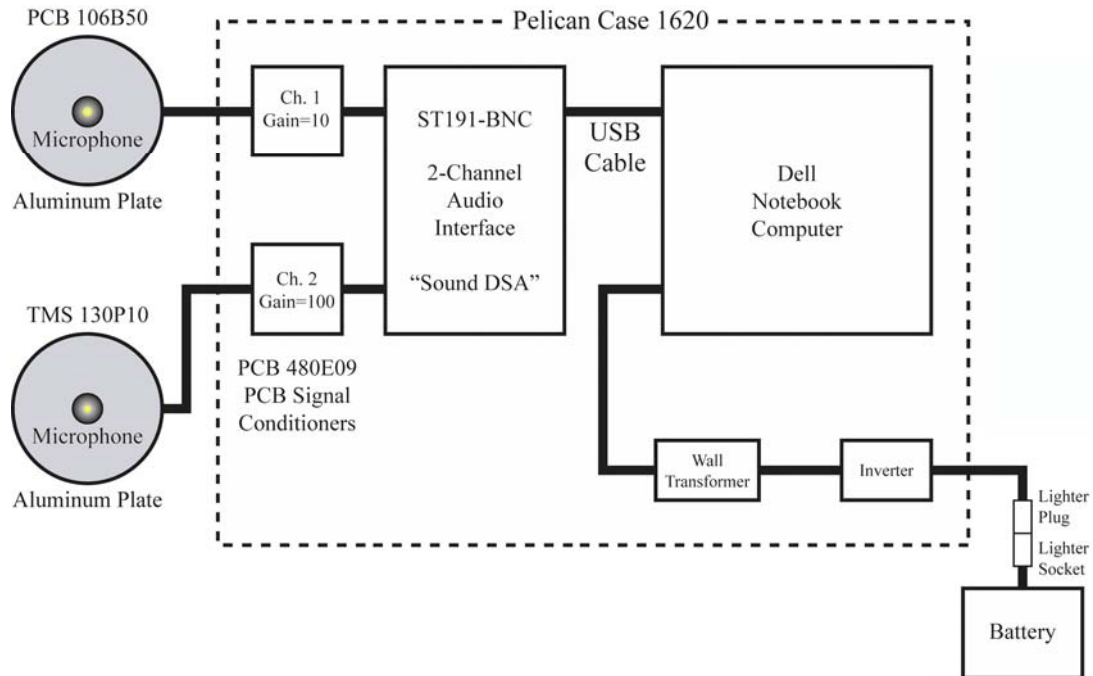 PCB 106B50
Microphone
Aluminum Plate
TMS 130P10
Microphone
Aluminum Plate
Pelican Case 1620
Ch. 1
Gain=10
Ch. 2
Gain=100
PCB 480E09
PCB Signal
Conditioners
ST191-BNC
2-Channel
Audio
Interface
“Sound DSA”
USB
Cable
Dell
Notebook
Computer
Wall
Transformer
Inverter
Lighter
Plug
Lighter
Socket
Battery